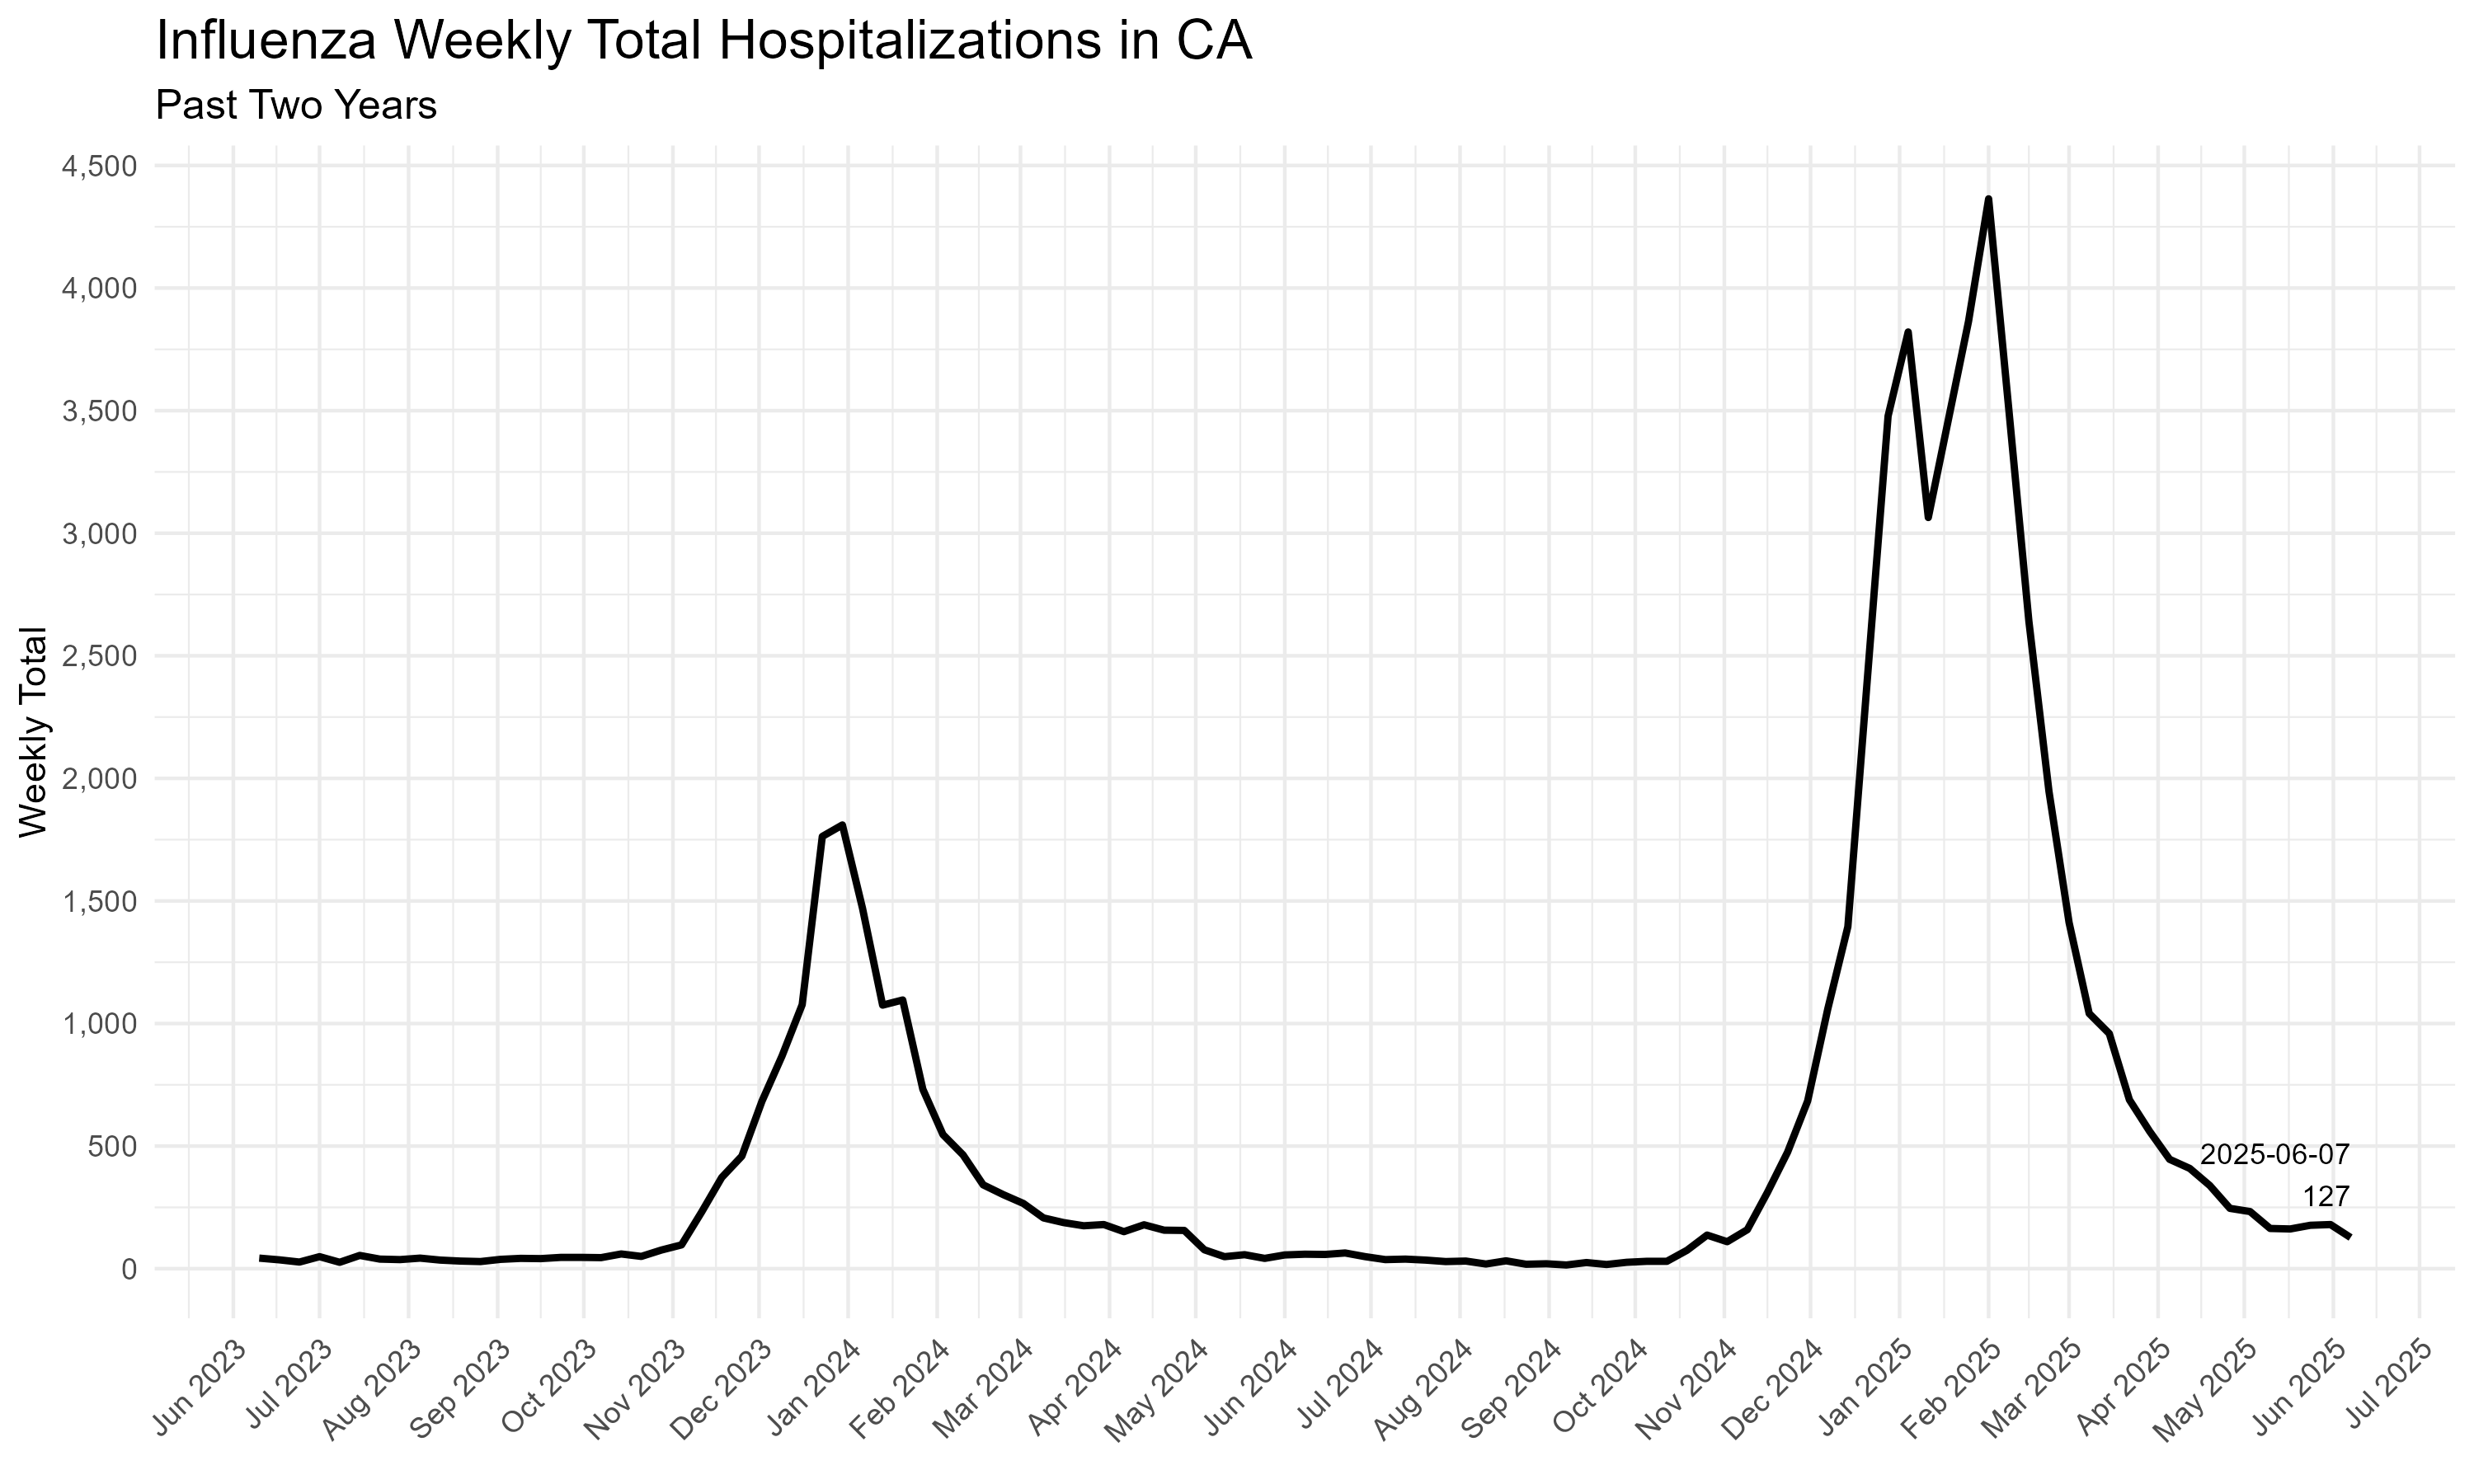 Influenza Weekly Total Hospitalizations in CA
Past Two Years
Weekly Total
4,500
4,000
3,500
3,000
2,500
2,000
1,500
1,000
500
0
2025-06-07
127
Jun 2023
Jul 2023
Aug 2023
Sep 2023
Oct 2023
Nov 2023
Dec 2023
Jan 2024
Feb 2024
Mar 2024
Apr 2024
May 2024
Jun 2024
Jul 2024
Aug 2024
Sep 2024
Oct 2024
Nov 2024
Dec 2024
Jan 2025
Feb 2025
Mar 2025
Apr 2025
May 2025
Jun 2025
Jul 2025